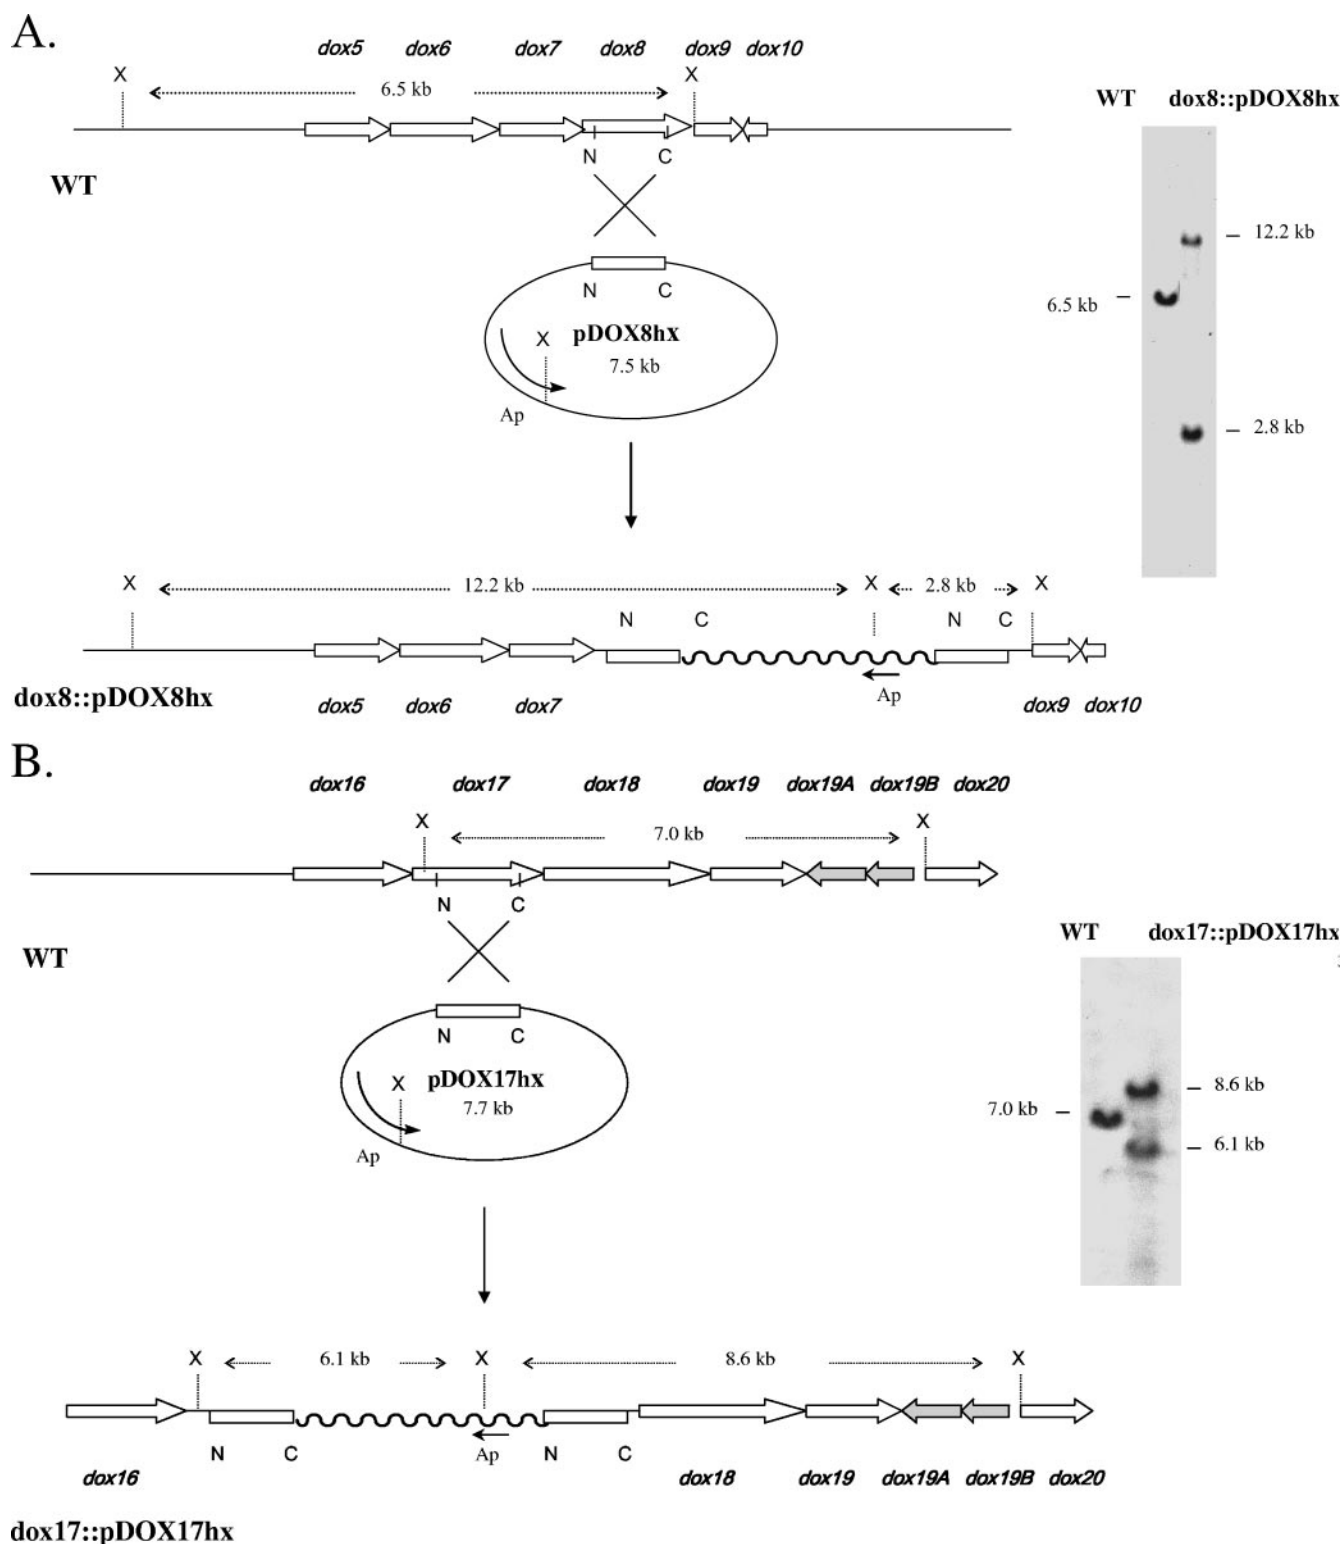 A.
dox5 dox6 dox7 dox8 dox9 dox10
X X
6.5 kb
N C
WT
WT dox8::pDOX8hx
12.2 kb
6.5 kb
2.8 kb
N C
X pDOX8hx
7.5 kb
Ap
X 12.2 kb X 2.8 kb X
N C N C
Ap
dox8::pDOX8hx
dox5 dox6 dox7 dox9 dox10
B.
dox16 dox17 dox18 dox19 dox19A dox19B dox20
X X
7.0 kb
N C
WT
WT dox17::pDOX17hx
8.6 kb
7.0 kb
6.1 kb
N C
X pDOX17hx
7.7 kb
Ap
X 6.1 kb X 8.6 kb X
N C Ap N C
dox16 dox18 dox19 dox19A dox19B dox20
dox17::pDOX17hx